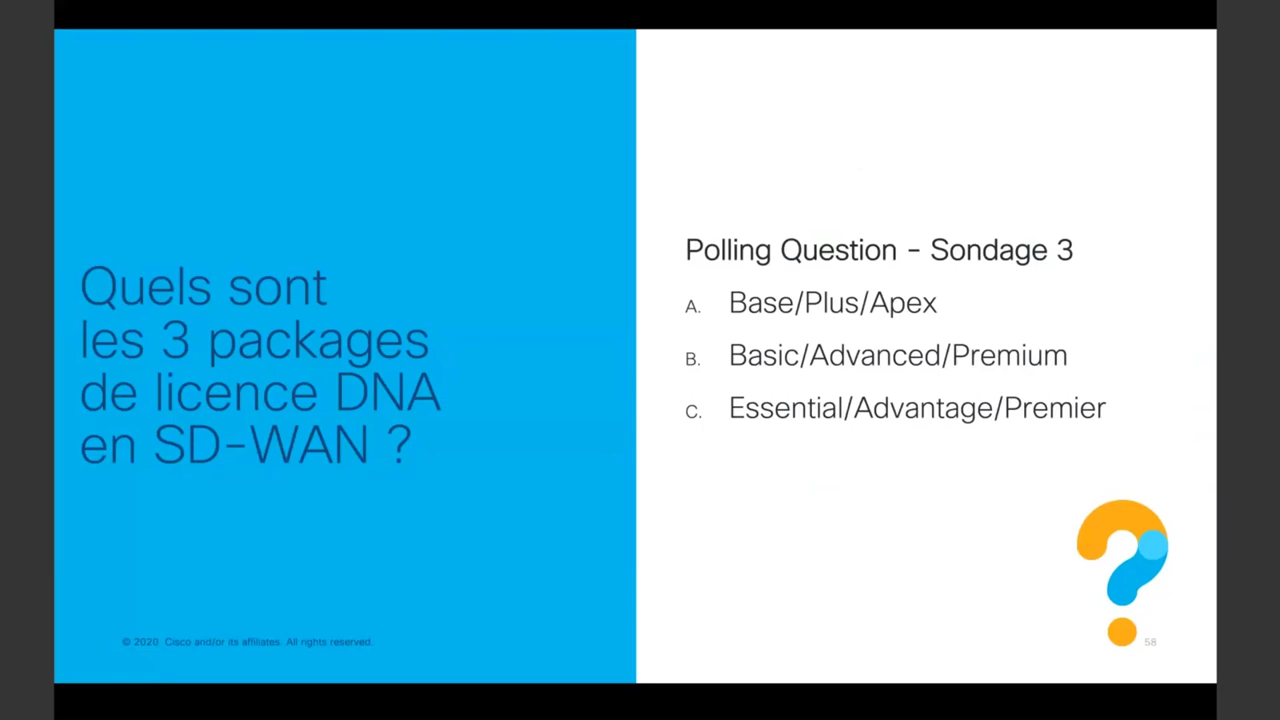 Quels sont
les 3 packages
de licence DNA
en SD-WAN ?
© 2020 Cisco and/or its affiliates. All rights reserved.
Polling Question - Sondage 3
A. Base/Plus/Apex
B. Basic/Advanced/Premium
C. Essential/Advantage/Premier
58